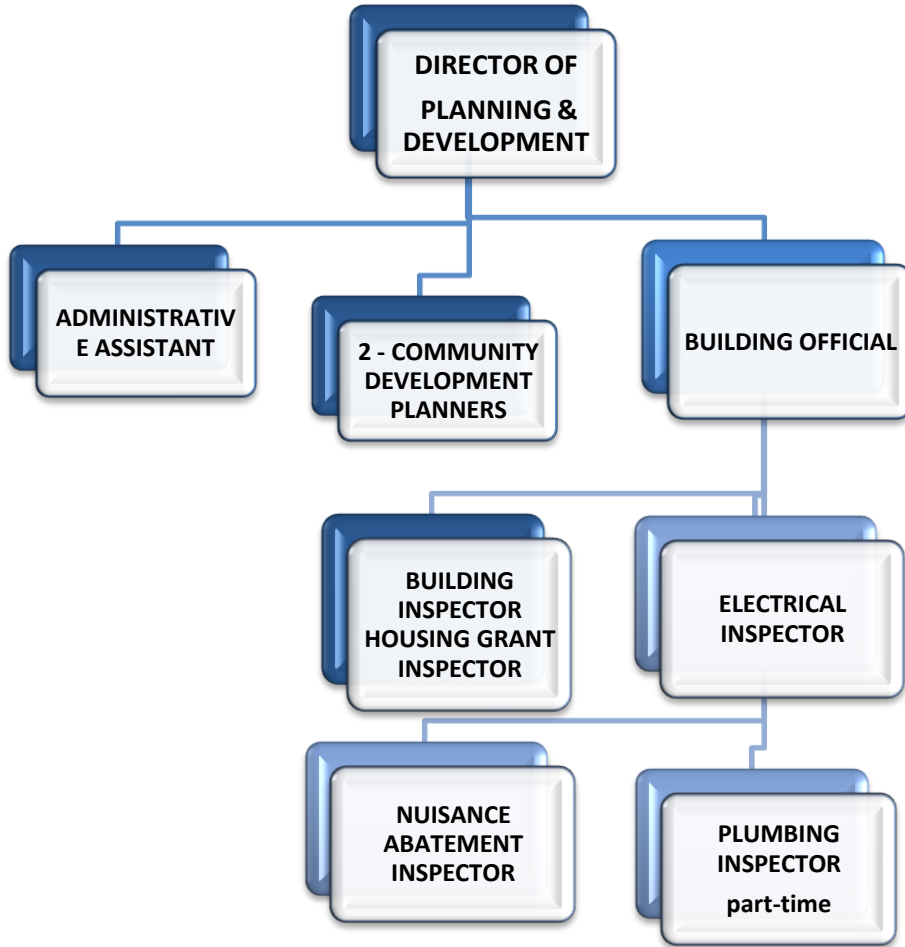 DIRECTOR OF
PLANNING &
DEVELOPMENT
ADMINISTRATIV
E ASSISTANT
2 - COMMUNITY
DEVELOPMENT
PLANNERS
BUILDING OFFICIAL
BUILDING
INSPECTOR
HOUSING GRANT
INSPECTOR
ELECTRICAL
INSPECTOR
NUISANCE
ABATEMENT
INSPECTOR
PLUMBING
INSPECTOR
part-time